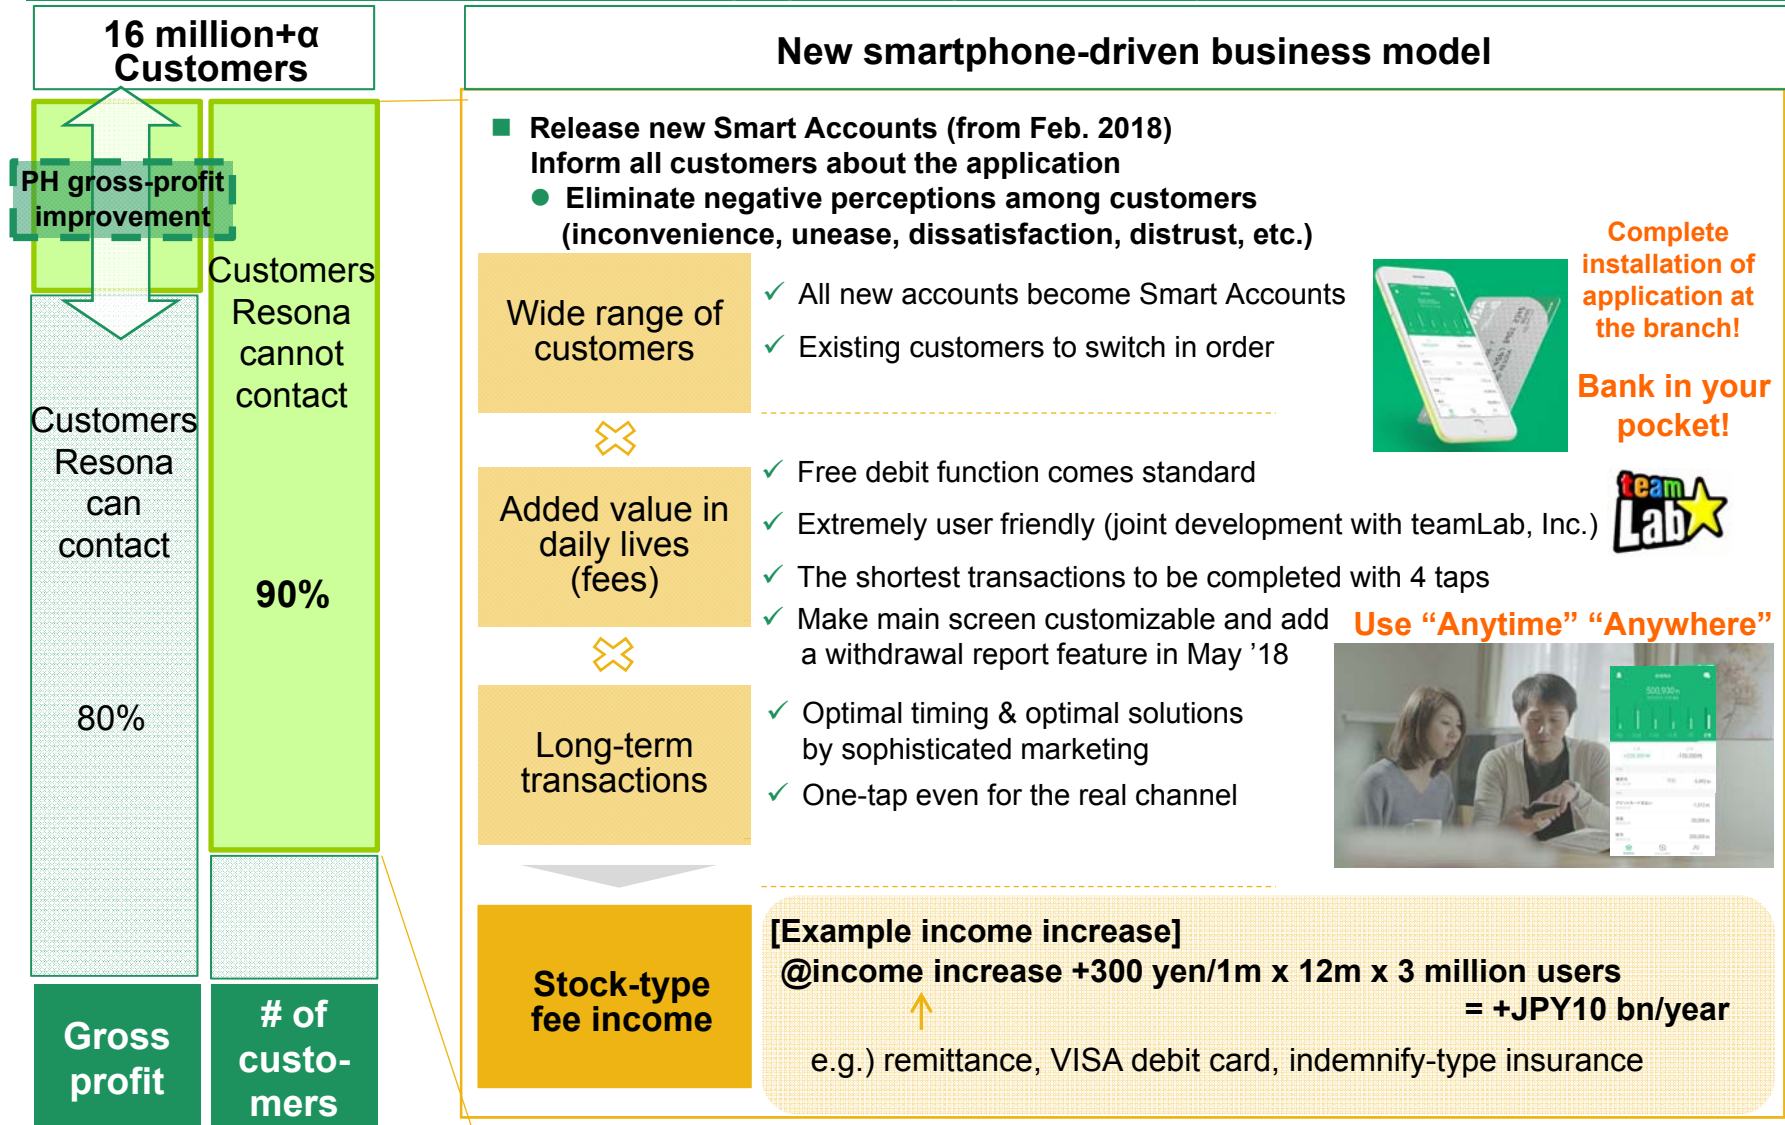 16 million+α
Customers
New smartphone-driven business model
PH gross-profit
improvement
Customers
Resona
can
contact
80%
Customers
Resona
cannot
contact
90%
Gross
profit
# of
custo-
mers
Release new Smart Accounts (from Feb. 2018)
Inform all customers about the application
Eliminate negative perceptions among customers
(inconvenience, unease, dissatisfaction, distrust, etc.)
Wide range of
customers
All new accounts become Smart Accounts
Existing customers to switch in order
Complete
installation of
application at
the branch!
Bank in your
pocket!
Added value in
daily lives
(fees)
Free debit function comes standard
Extremely user friendly (joint development with teamLab, Inc.)
The shortest transactions to be completed with 4 taps
Make main screen customizable and add
a withdrawal report feature in May ’18
team
Lab
Use “Anytime” “Anywhere”
500,930
Long-term
transactions
Optimal timing & optimal solutions
by sophisticated marketing
One-tap even for the real channel
Stock-type
fee income
[Example income increase]
@income increase +300 yen/1m x 12m x 3 million users
= +JPY10 bn/year
e.g.) remittance, VISA debit card, indemnify-type insurance